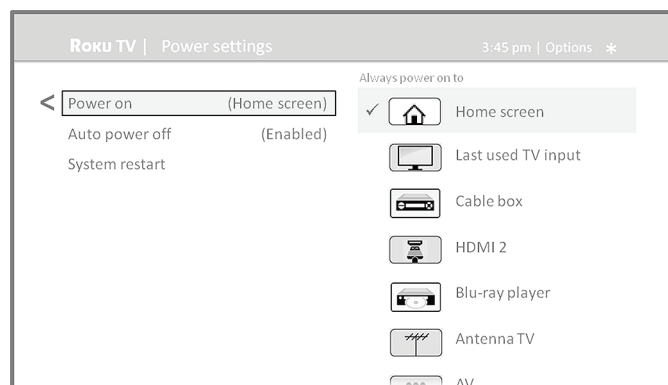 ROKU TV | Power settings
3:45 pm | Options ✱
Always power on to
< Power on (Home screen)
Auto power off (Enabled)
System restart
✓ Home screen
Last used TV input
Cable box
HDMI 2
Blu-ray player
Antenna TV
AV